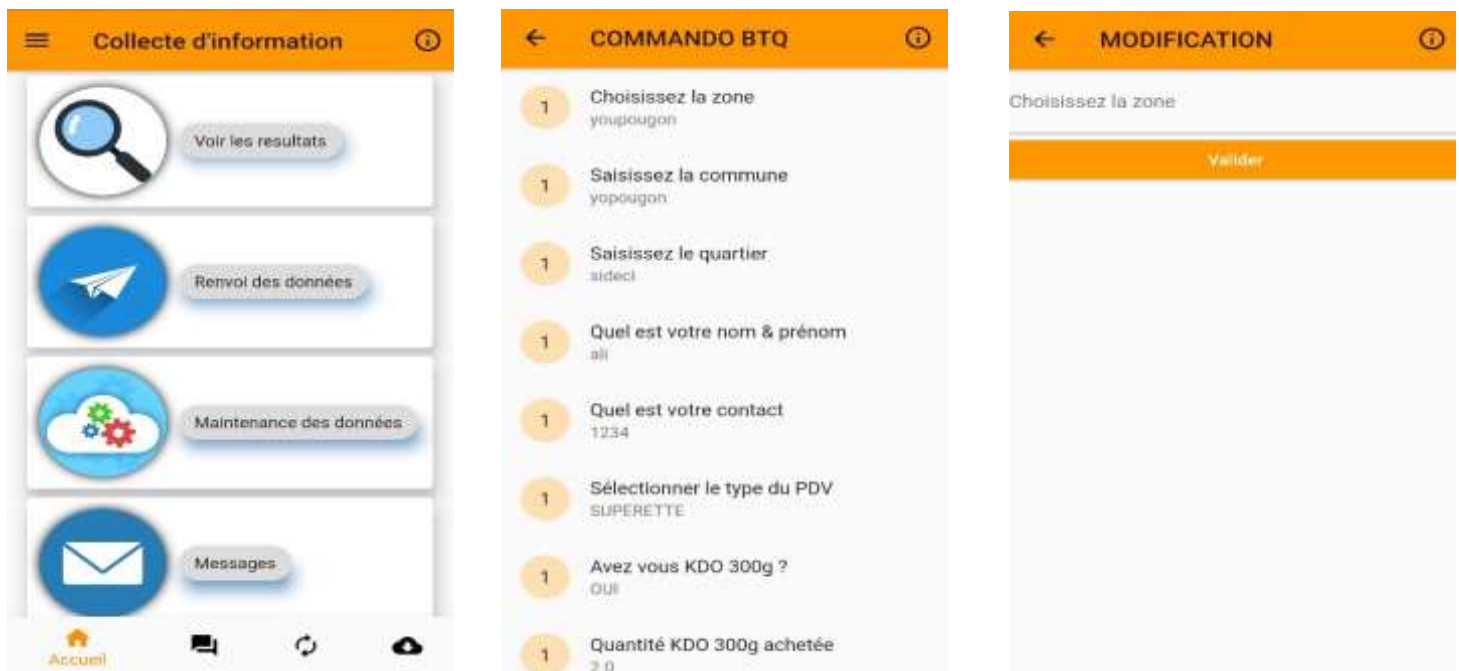 Collecte d'information
Voir les resultats
Renvoi des données
Maintenance des données
Messages
Accueil
COMMANDO BTQ
1 Choisissez la zone
youpougon
1 Saisissez la commune
yopougon
1 Saisissez le quartier
sideci
1 Quel est votre nom & prénom
ali
1 Quel est votre contact
1234
1 Sélectionner le type du PDV
SUPERETTE
1 Avez vous KDO 300g ?
OUI
1 Quantité KDO 300g achetée
2.0
MODIFICATION
Choisissez la zone
Valider